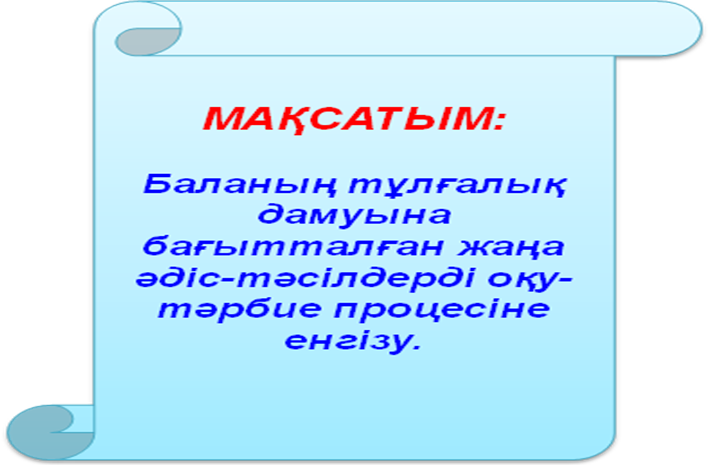 МАҚСАТЫМ:
Баланың тұлғалық
дамуына
бағытталған жаңа
әдіс-тәсілдерді оқу-
тәрбие процесіне
енгізу.